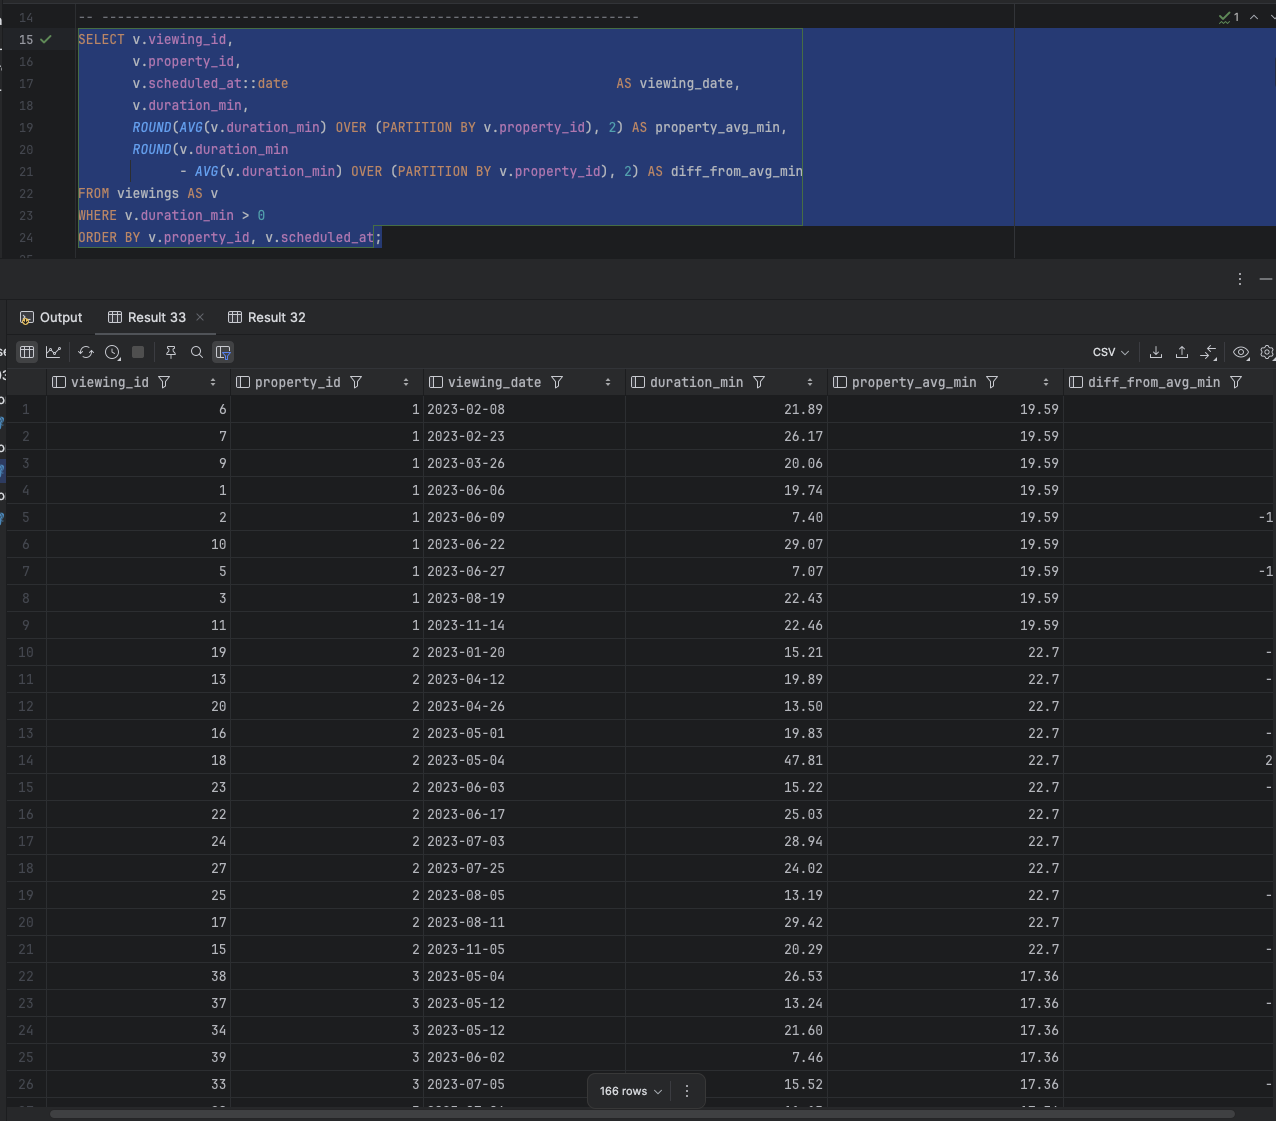 14 -- ---------------------------------------------------------------------
1
15 SELECT v.viewing_id,
16 v.property_id,
17 v.scheduled_at::date AS viewing_date,
18 v.duration_min,
19 ROUND(AVG(v.duration_min) OVER (PARTITION BY v.property_id), 2) AS property_avg_min,
20 ROUND(v.duration_min
21 - AVG(v.duration_min) OVER (PARTITION BY v.property_id), 2) AS diff_from_avg_min
22 FROM viewings AS v
23 WHERE v.duration_min > 0
24 ORDER BY v.property_id, v.scheduled_at;
Output Result 33 Result 32
CSV
viewing_id property_id viewing_date duration_min property_avg_min diff_from_avg_min
1 6 1 2023-02-08 21.89 19.59
2 7 1 2023-02-23 26.17 19.59
3 9 1 2023-03-26 20.06 19.59
4 1 1 2023-06-06 19.74 19.59
5 2 1 2023-06-09 7.40 19.59 -1
6 10 1 2023-06-22 29.07 19.59
7 5 1 2023-06-27 7.07 19.59 -1
8 3 1 2023-08-19 22.43 19.59
9 11 1 2023-11-14 22.46 19.59
10 19 2 2023-01-20 15.21 22.7 -
11 13 2 2023-04-12 19.89 22.7 -
12 20 2 2023-04-26 13.50 22.7
13 16 2 2023-05-01 19.83 22.7 -
14 18 2 2023-05-04 47.81 22.7 2
15 23 2 2023-06-03 15.22 22.7 -
16 22 2 2023-06-17 25.03 22.7
17 24 2 2023-07-03 28.94 22.7
18 27 2 2023-07-25 24.02 22.7
19 25 2 2023-08-05 13.19 22.7 -
20 17 2 2023-08-11 29.42 22.7
21 15 2 2023-11-05 20.29 22.7 -
22 38 3 2023-05-04 26.53 17.36
23 37 3 2023-05-12 13.24 17.36 -
24 34 3 2023-05-12 21.60 17.36
25 39 3 2023-06-02 7.46 17.36
26 33 3 2023-07-05 15.52 17.36 -
166 rows